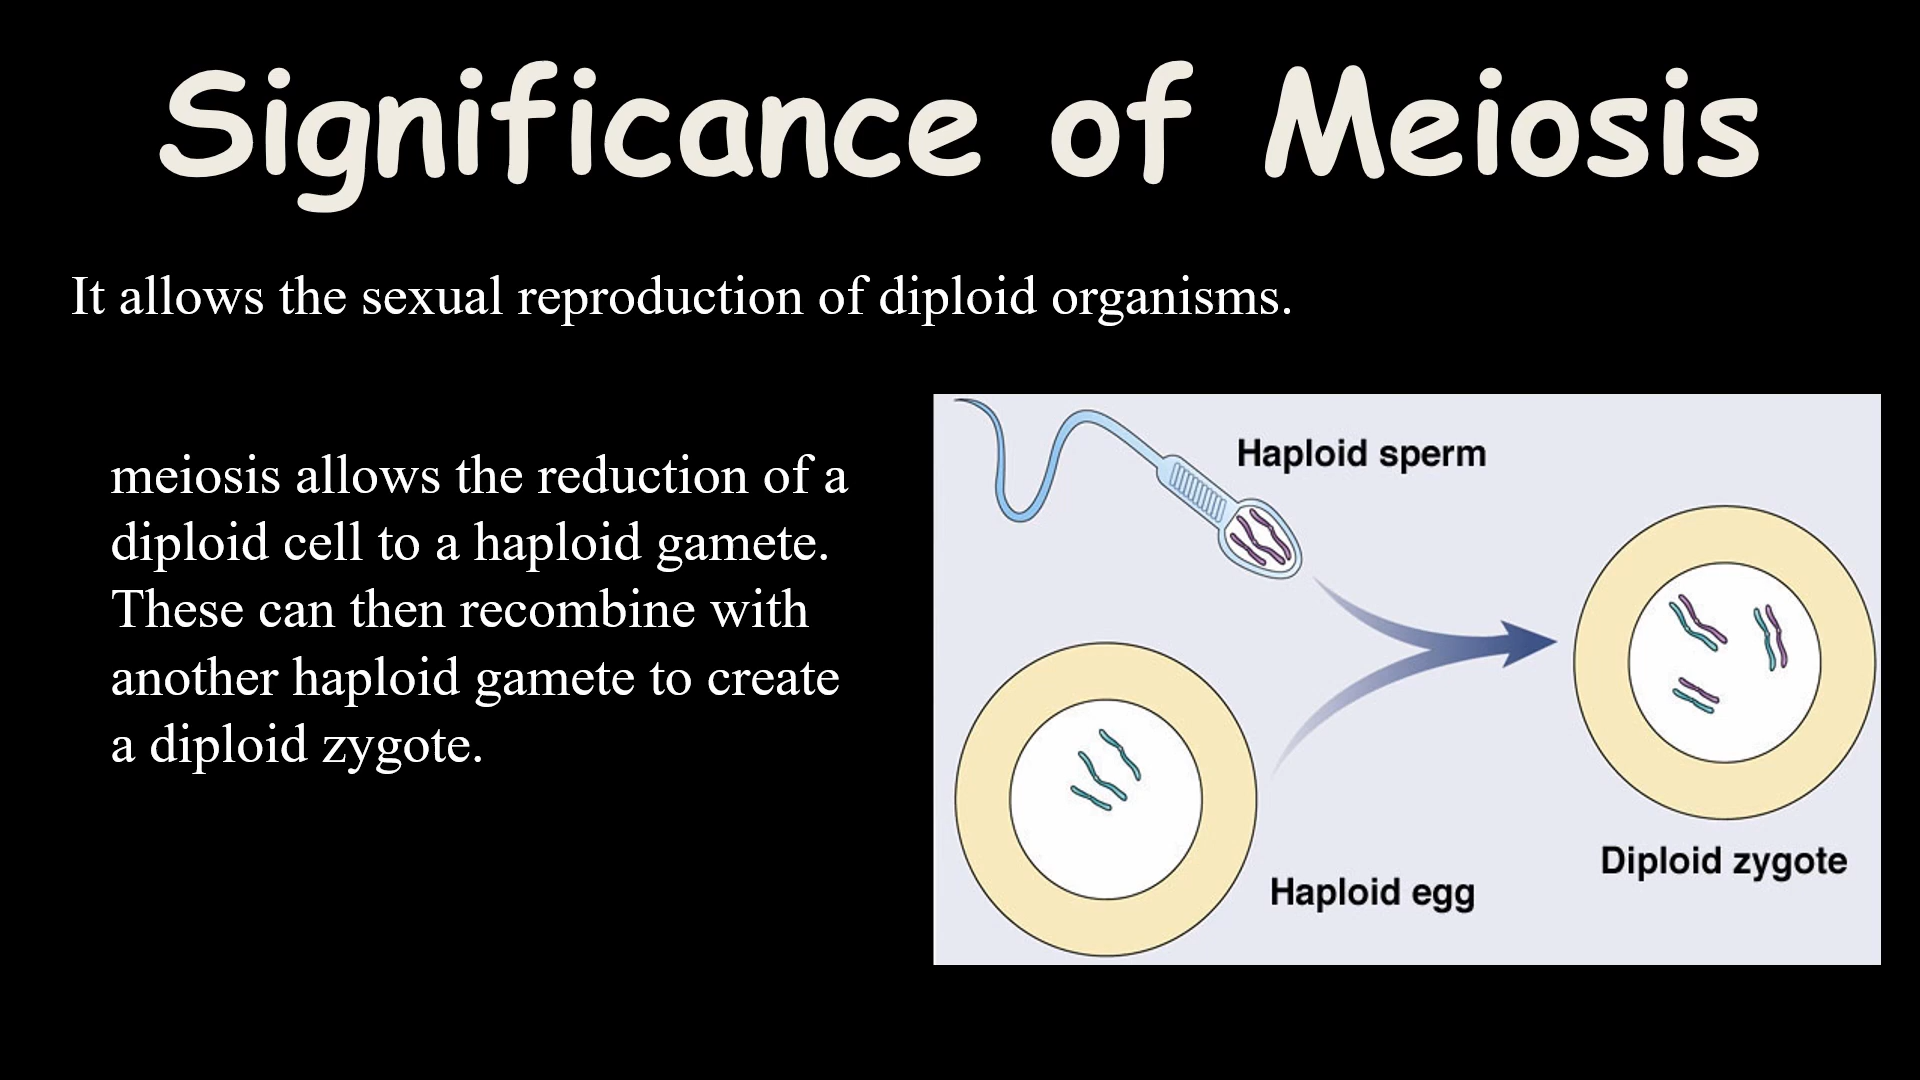 Significance of Meiosis
It allows the sexual reproduction of diploid organisms.
meiosis allows the reduction of a
diploid cell to a haploid gamete.
These can then recombine with
another haploid gamete to create
a diploid zygote.
Haploid sperm
Haploid egg
Diploid zygote